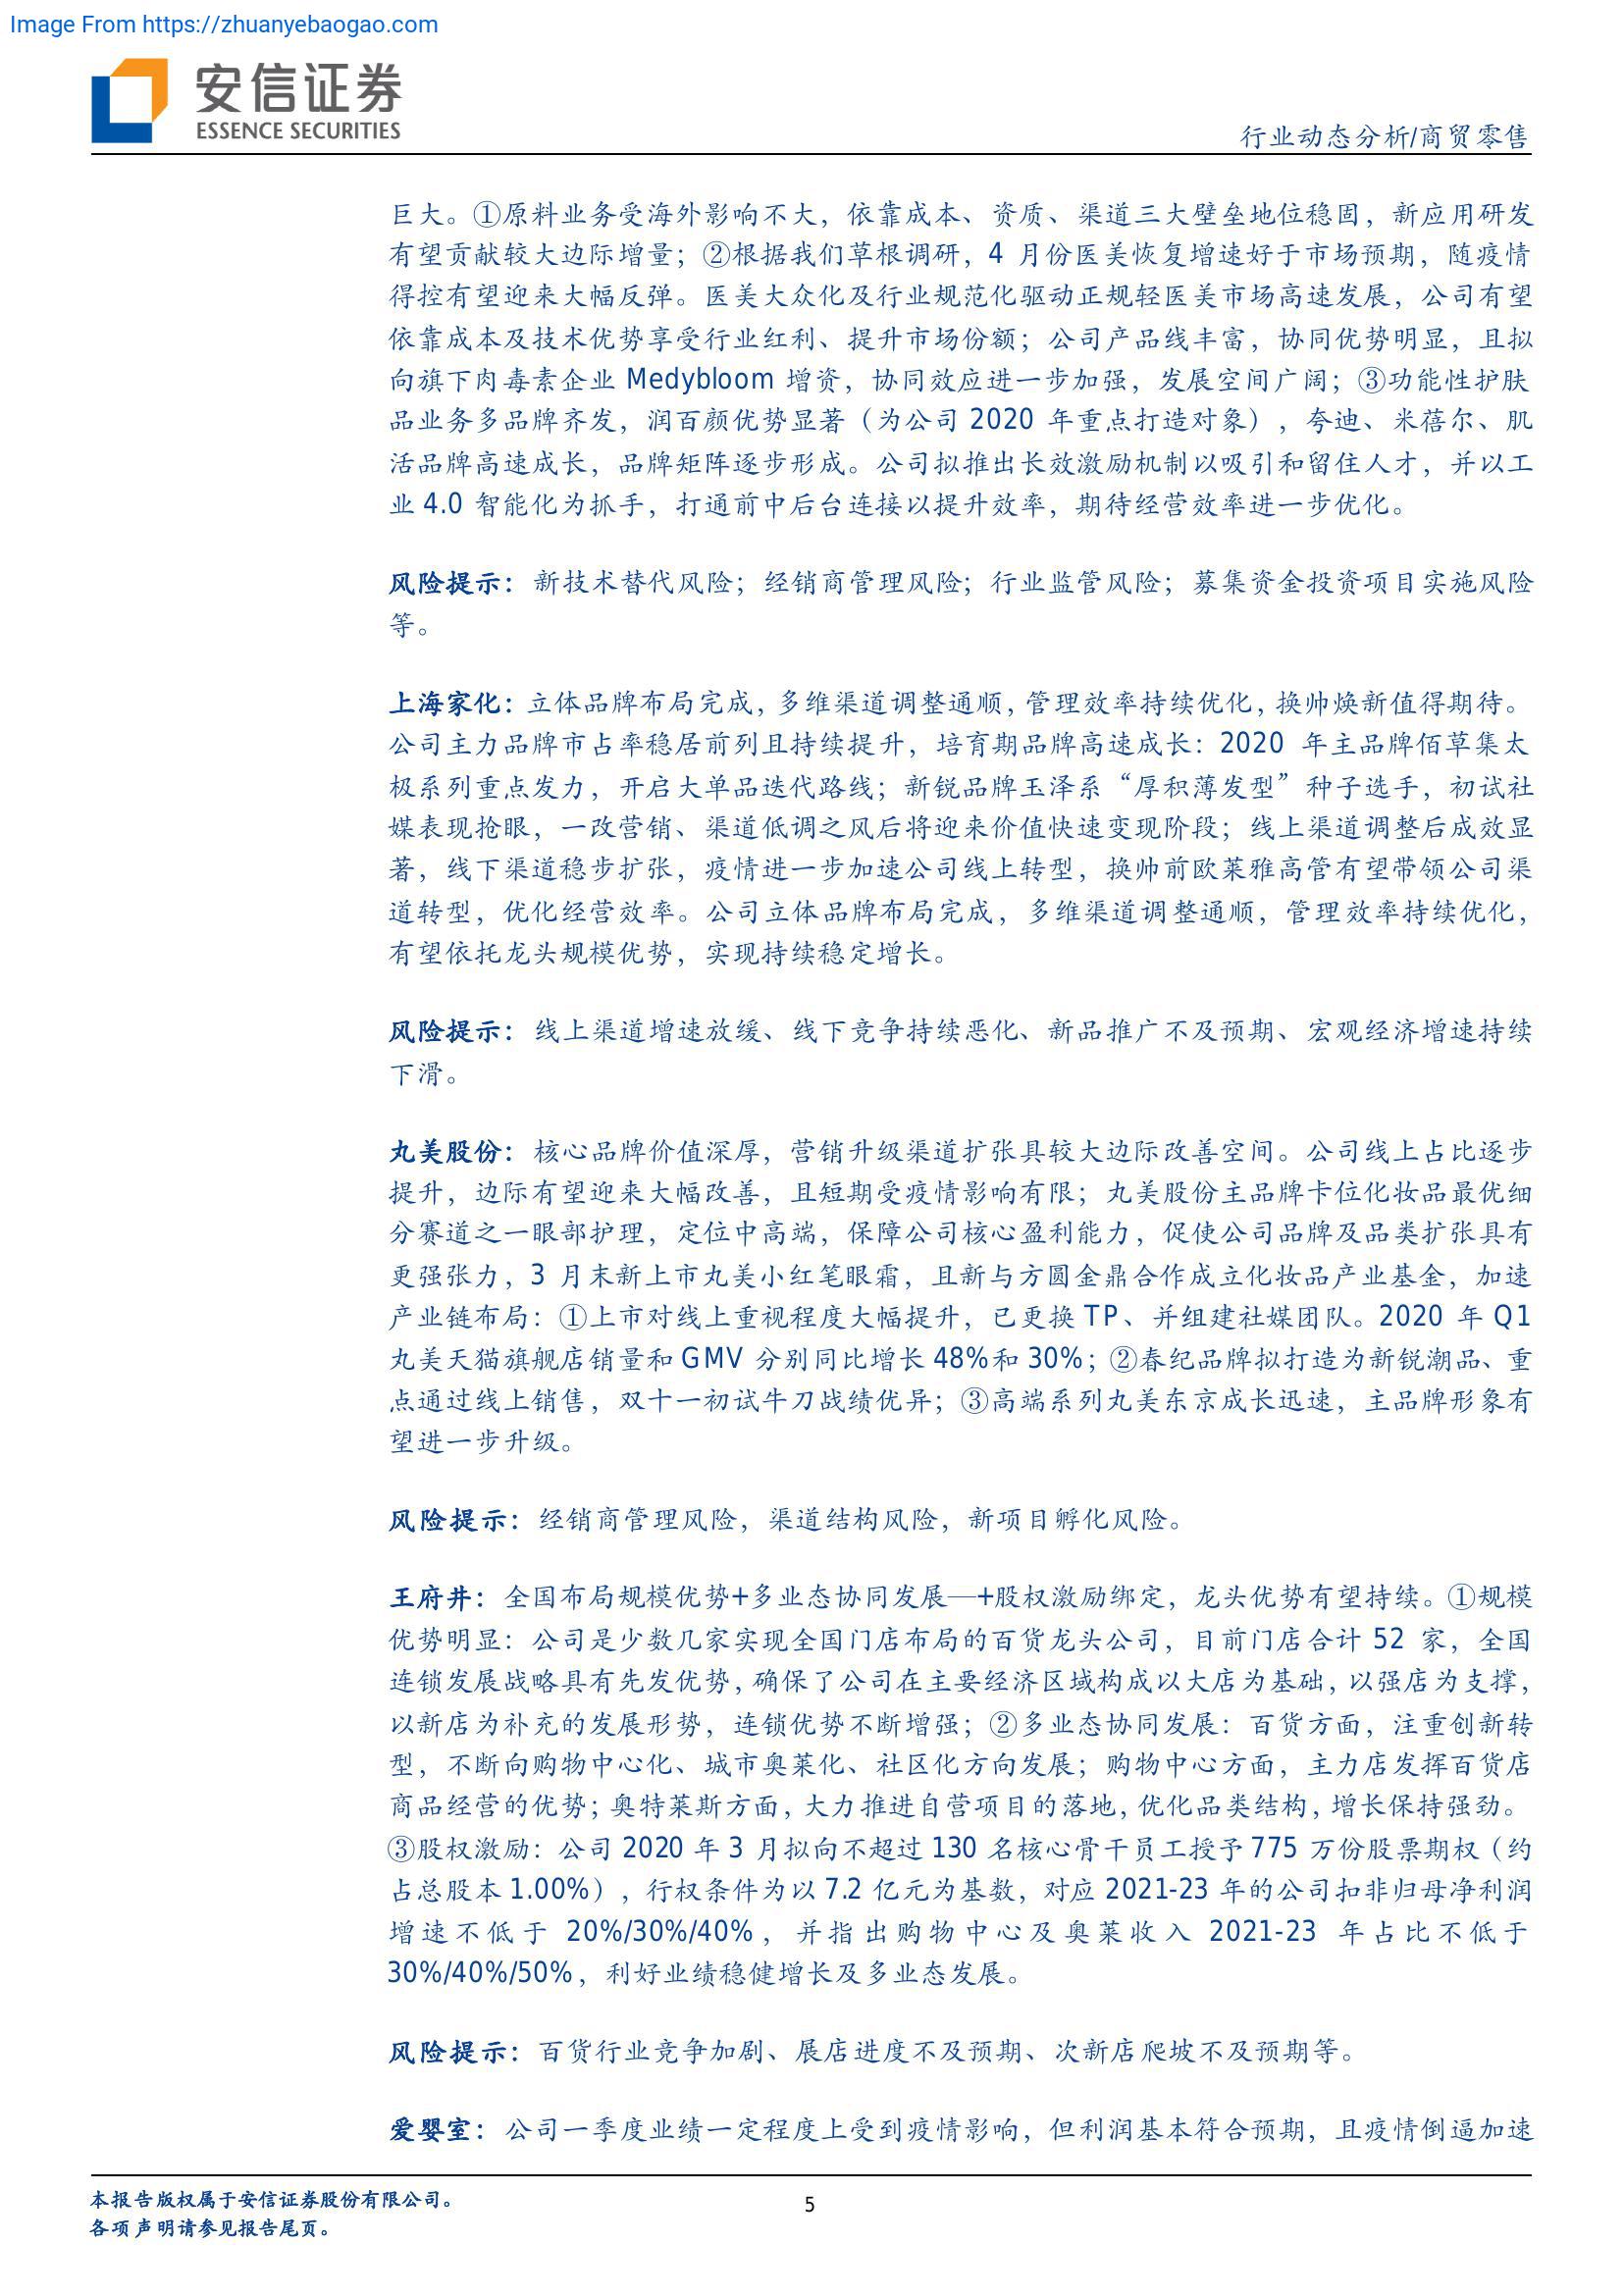 Image From https://zhuanyebaogao.com
安信证券
ESSENCE SECURITIES
行业动态分析/商贸零售
巨大。①原料业务受海外影响不大，依靠成本、资质、渠道三大壁垒地位稳固，新应用研发
有望贡献较大边际增量；②根据我们草根调研，4 月份医美恢复增速好于市场预期，随疫情
得控有望迎来大幅反弹。医美大众化及行业规范化驱动正规轻医美市场高速发展，公司有望
依靠成本及技术优势享受行业红利、提升市场份额；公司产品线丰富，协同优势明显，且拟
向旗下肉毒素企业 Medybloom 增资，协同效应进一步加强，发展空间广阔；③功能性护肤
品业务多品牌齐发，润百颜优势显著（为公司 2020 年重点打造对象），夸迪、米蓓尔、肌
活品牌高速成长，品牌矩阵逐步形成。公司拟推出长效激励机制以吸引和留住人才，并以工
业 4.0 智能化为抓手，打通前中后台连接以提升效率，期待经营效率进一步优化。
风险提示：新技术替代风险；经销商管理风险；行业监管风险；募集资金投资项目实施风险
等。
上海家化：立体品牌布局完成，多维渠道调整通顺，管理效率持续优化，换帅焕新值得期待。
公司主力品牌市占率稳居前列且持续提升，培育期品牌高速成长：2020 年主品牌佰草集太
极系列重点发力，开启大单品迭代路线；新锐品牌玉泽系“厚积薄发型”种子选手，初试社
媒表现抢眼，一改营销、渠道低调之风后将迎来价值快速变现阶段；线上渠道调整后成效显
著，线下渠道稳步扩张，疫情进一步加速公司线上转型，换帅前欧莱雅高管有望带领公司渠
道转型，优化经营效率。公司立体品牌布局完成，多维渠道调整通顺，管理效率持续优化，
有望依托龙头规模优势，实现持续稳定增长。
风险提示：线上渠道增速放缓、线下竞争持续恶化、新品推广不及预期、宏观经济增速持续
下滑。
丸美股份：核心品牌价值深厚，营销升级渠道扩张具较大边际改善空间。公司线上占比逐步
提升，边际有望迎来大幅改善，且短期受疫情影响有限；丸美股份主品牌卡位化妆品最优细
分赛道之一眼部护理，定位中高端，保障公司核心盈利能力，促使公司品牌及品类扩张具有
更强张力，3 月末新上市丸美小红笔眼霜，且新与方圆金鼎合作成立化妆品产业基金，加速
产业链布局：①上市对线上重视程度大幅提升，已更换 TP、并组建社媒团队。2020 年 Q1
丸美天猫旗舰店销量和 GMV 分别同比增长 48%和 30%；②春纪品牌拟打造为新锐潮品、重
点通过线上销售，双十一初试牛刀战绩优异；③高端系列丸美东京成长迅速，主品牌形象有
望进一步升级。
风险提示：经销商管理风险，渠道结构风险，新项目孵化风险。
王府井：全国布局规模优势+多业态协同发展—+股权激励绑定，龙头优势有望持续。①规模
优势明显：公司是少数几家实现全国门店布局的百货龙头公司，目前门店合计 52 家，全国
连锁发展战略具有先发优势，确保了公司在主要经济区域构成以大店为基础，以强店为支撑，
以新店为补充的发展形势，连锁优势不断增强；②多业态协同发展：百货方面，注重创新转
型，不断向购物中心化、城市奥莱化、社区化方向发展；购物中心方面，主力店发挥百货店
商品经营的优势；奥特莱斯方面，大力推进自营项目的落地，优化品类结构，增长保持强劲。
③股权激励：公司 2020 年 3 月拟向不超过 130 名核心骨干员工授予 775 万份股票期权（约
占总股本 1.00%），行权条件为以 7.2 亿元为基数，对应 2021-23 年的公司扣非归母净利润
增速不低于 20%/30%/40%，并指出购物中心及奥莱收入 2021-23 年占比不低于
30%/40%/50%，利好业绩稳健增长及多业态发展。
风险提示：百货行业竞争加剧、展店进度不及预期、次新店爬坡不及预期等。
爱婴室：公司一季度业绩一定程度上受到疫情影响，但利润基本符合预期，且疫情倒逼加速
本报告版权属于安信证券股份有限公司。
各项声明请参见报告尾页。
5